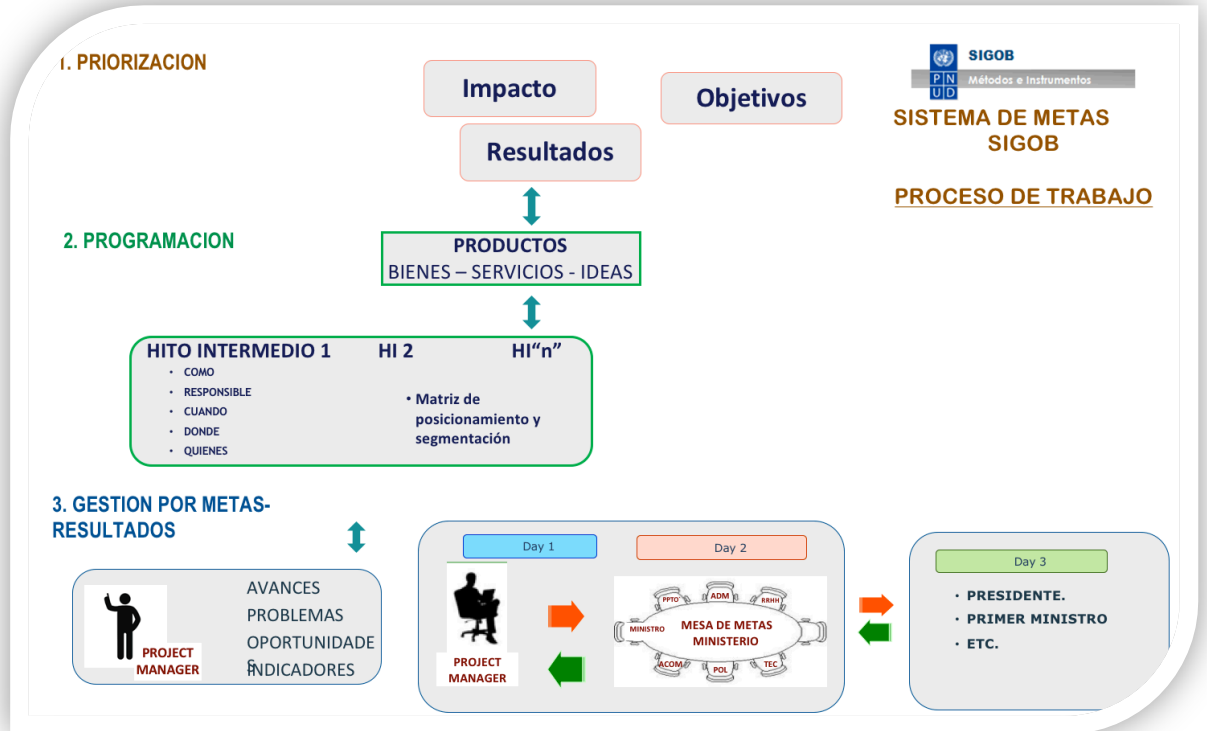 1. PRIORIZACION
Impacto
Objetivos
Resultados
SIGOB
P N
U D
Métodos e Instrumentos
SISTEMA DE METAS
SIGOB
PROCESO DE TRABAJO
2. PROGRAMACION
PRODUCTOS
BIENES – SERVICIOS - IDEAS
HITO INTERMEDIO 1
HI 2
HI“n”
• COMO
• RESPONSIBLE
• CUANDO
• DONDE
• QUIENES
• Matriz de
posicionamiento y
segmentación
3. GESTION POR METAS-
RESULTADOS
PROJECT
MANAGER
AVANCES
PROBLEMAS
OPORTUNIDADE
S
INDICADORES
Day 1
PROJECT
MANAGER
Day 2
PPTO
ADM
RRHH
MINISTRO
MESA DE METAS
MINISTERIO
ACOM
POL
TEC
Day 3
• PRESIDENTE.
• PRIMER MINISTRO
• ETC.